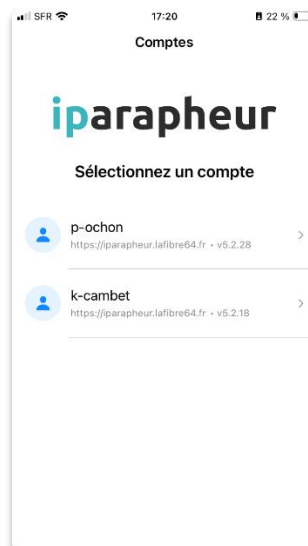 SFR 17:20 22 %
Comptes
iparapheur
Sélectionnez un compte
p-ochon
https://iparapheur.lafibre64.fr • v5.2.28
k-cambet
https://iparapheur.lafibre64.fr • v5.2.18